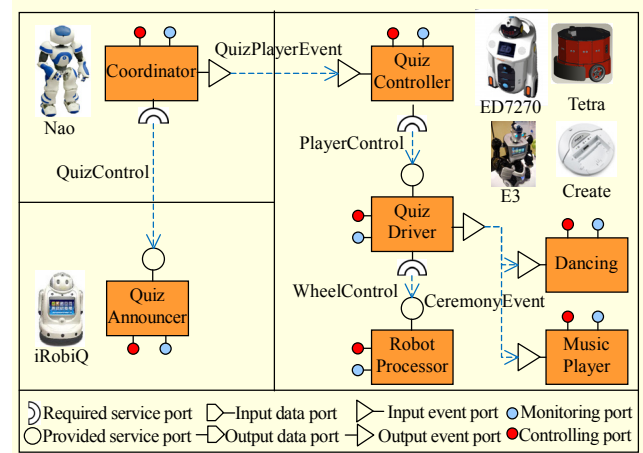 Coordinator
QuizPlayerEvent
Quiz
Controller
Nao
ED7270
Tetra
QuizControl
PlayerControl
E3
Create
Quiz
Driver
Dancing
iRobiQ
Quiz
Announcer
WheelControl
CeremonyEvent
Robot
Processor
Music
Player
Required service port
Input data port
Input event port
Monitoring port
Provided service port
Output data port
Output event port
Controlling port